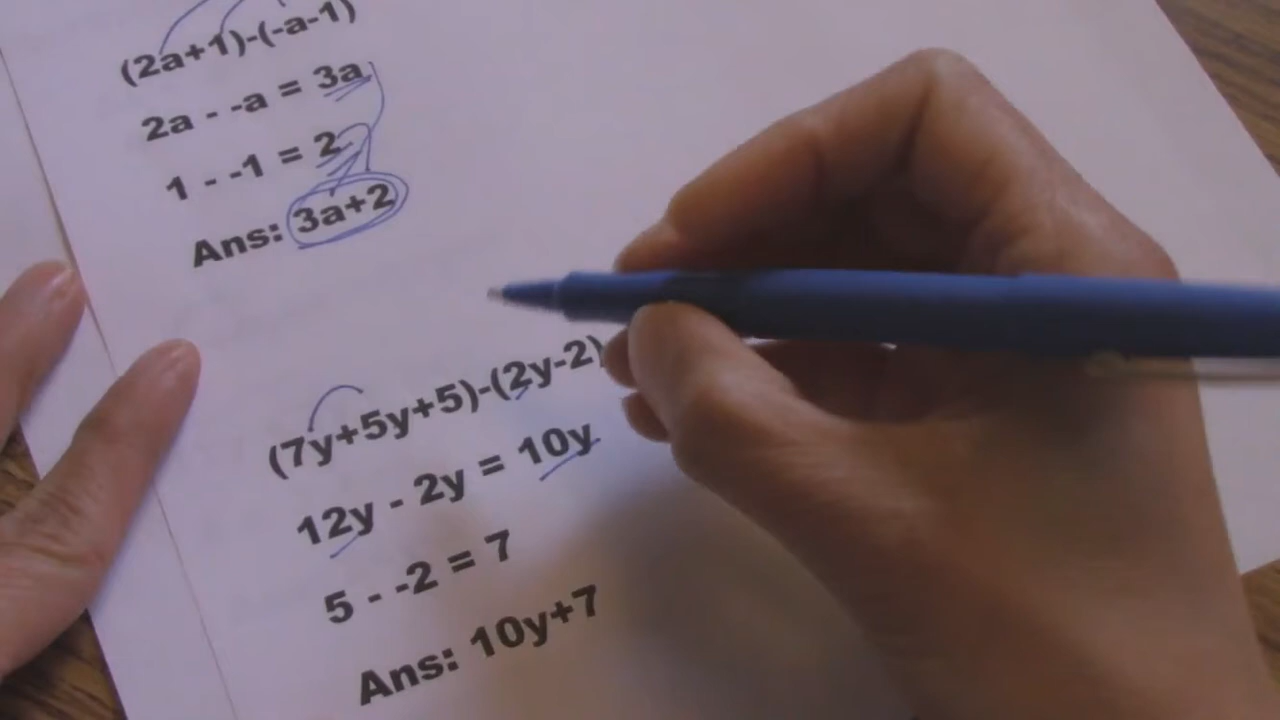 (2a+1)-(-a-1)
2a - -a = 3a
1 - -1 = 2
Ans: 3a+2
(7y+5y+5)-(2y-2)
12y - 2y = 10y
5 - -2 = 7
Ans: 10y+7